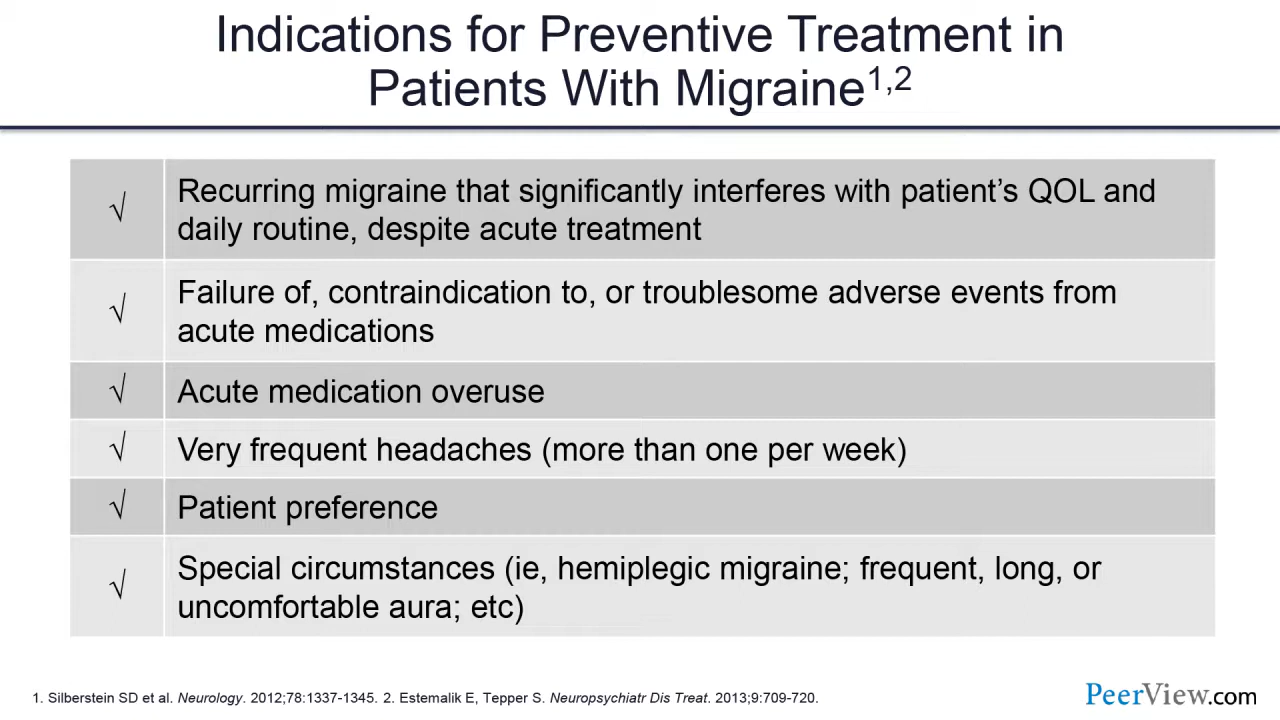 Indications for Preventive Treatment in
Patients With Migraine1,2
√
Recurring migraine that significantly interferes with patient’s QOL and
daily routine, despite acute treatment
√
Failure of, contraindication to, or troublesome adverse events from
acute medications
√
Acute medication overuse
√
Very frequent headaches (more than one per week)
√
Patient preference
√
Special circumstances (ie, hemiplegic migraine; frequent, long, or
uncomfortable aura; etc)
1. Silberstein SD et al. Neurology. 2012;78:1337-1345. 2. Estemalik E, Tepper S. Neuropsychiatr Dis Treat. 2013;9:709-720.
PeerView.com